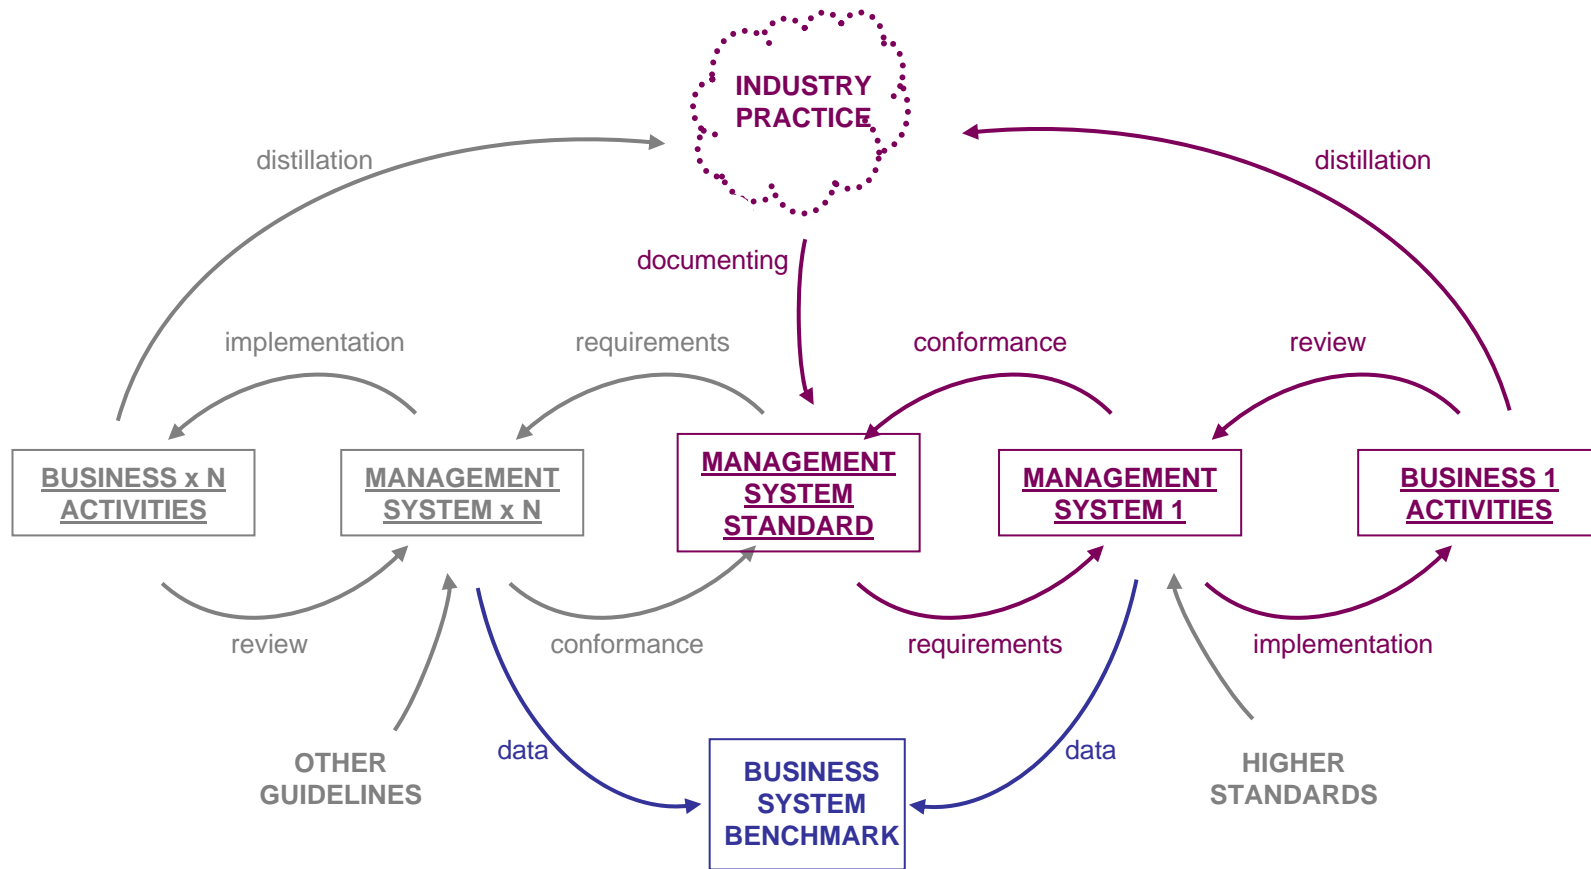 INDUSTRY
PRACTICE
distillation
distillation
documenting
implementation
requirements
conformance
review
BUSINESS x N
ACTIVITIES
MANAGEMENT
SYSTEM x N
MANAGEMENT
SYSTEM
STANDARD
MANAGEMENT
SYSTEM 1
BUSINESS 1
ACTIVITIES
review
conformance
requirements
implementation
data
data
OTHER
GUIDELINES
BUSINESS
SYSTEM
BENCHMARK
HIGHER
STANDARDS